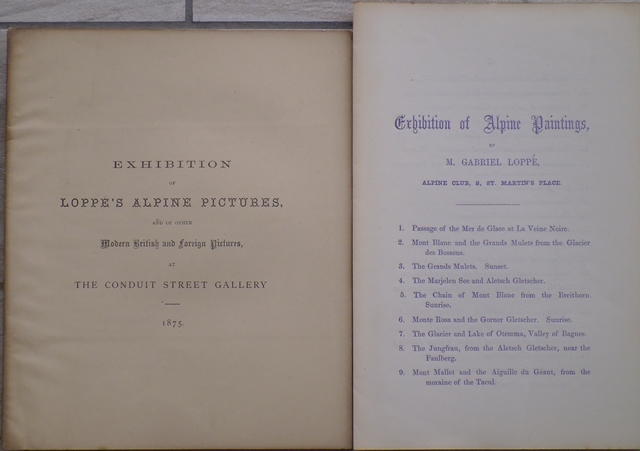 EXHIBITION
OF
LOPPÉ'S ALPINE PICTURES,
AND OF OTHER
Modern British and Foreign Pictures,
AT
THE CONDUIT STREET GALLERY
1875.
Exhibition of Alpine Paintings,
BY
M. GABRIEL LOPPÉ,
ALPINE CLUB, 8, ST. MARTIN'S PLACE.
1. Passage of the Mer de Glace at La Veine Noire.
2. Mont Blanc and the Grands Mulets from the Glacier
des Bossons.
3. The Grands Mulets. Sunset.
4. The Marjelen See and Aletsch Gletscher.
5. The Chain of Mont Blanc from the Breithorn.
Sunrise.
6. Monte Rosa and the Gorner Gletscher. Sunrise.
7. The Glacier and Lake of Otemma, Valley of Bagnes.
8. The Jungfrau, from the Aletsch Gletscher, near the
Faulberg.
9. Mont Mallet and the Aiguille du Géant, from the
moraine of the Tacul.